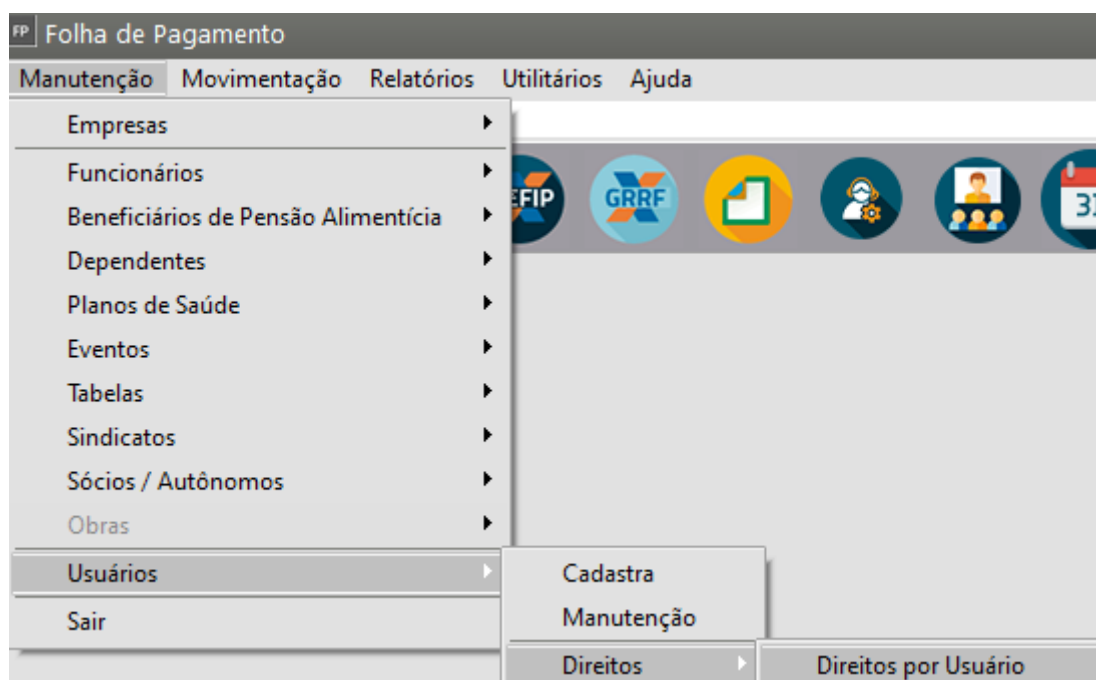 FP Folha de Pagamento
Manutenção Movimentação Relatórios Utilitários Ajuda
Empresas
Funcionários
Beneficiários de Pensão Alimentícia
Dependentes
Planos de Saúde
Eventos
Tabelas
Sindicatos
Sócios / Autônomos
Obras
Usuários
Sair
EFIP
GRRF
31
Cadastra
Manutenção
Direitos
Direitos por Usuário